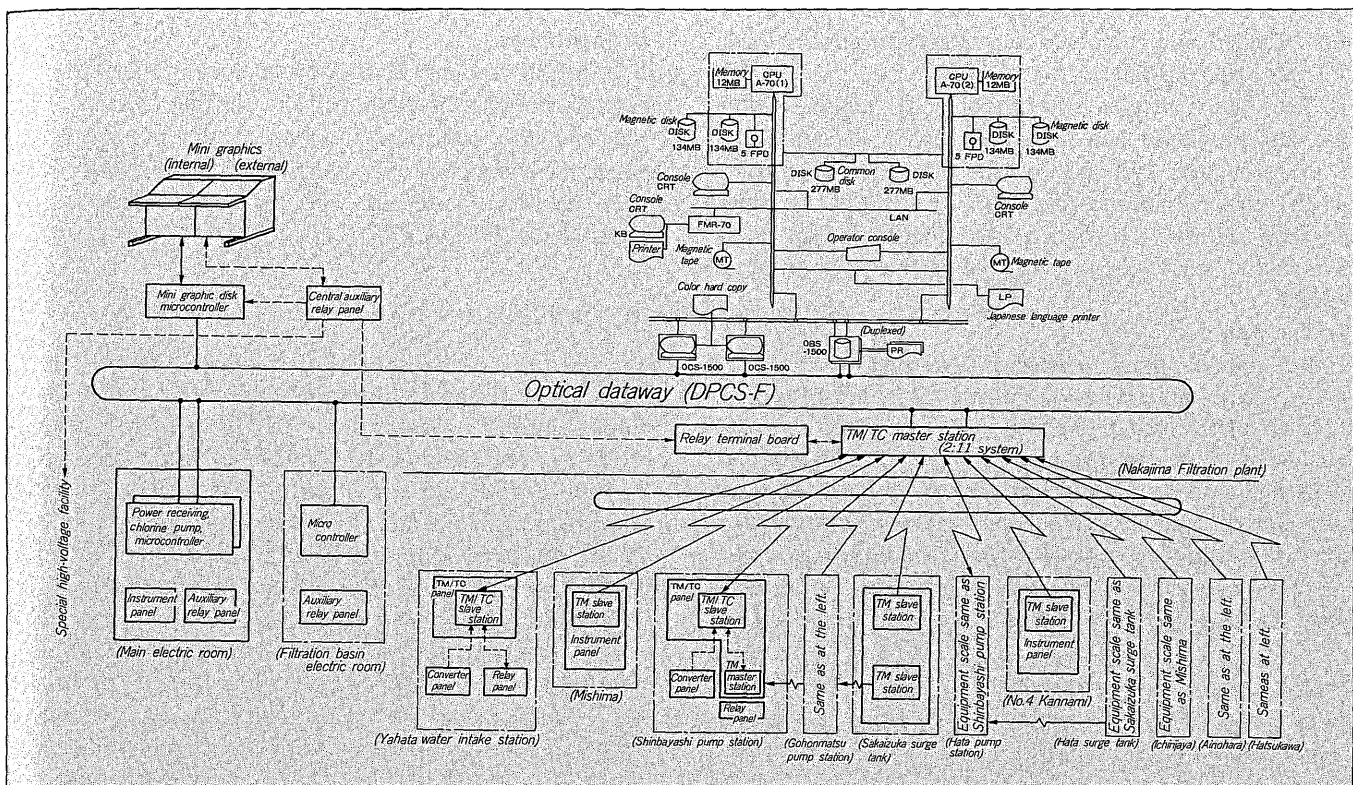 Memory
12MB
CPU
A-70(1)
CPU
A-70(2)
Memory
12MB
Magnetic disk
DISK
134MB
DISK
134MB
5 FPD
5 FPD
DISK
134MB
DISK
134MB
Magnetic disk
DISK
277MB
Common
disk
DISK
277MB
Console
CRT
Console
CRT
Console
CRT
KB
FMR-70
Printer
LAN
Operator console
Magnetic
tape
MT
MT
Magnetic tape
Color hard copy
LP
Japanese language printer
(Duplexed)
OCS-1500
OCS-1500
OBS
-1500
PR
Mini graphics
(internal) (external)
Mini graphic disk
microcontroller
Central auxiliary
relay panel
Optical dataway (DPCS-F)
Relay terminal board
TM/TC master station
(2:11 system)
(Nakajima Filtration plant)
Special high-voltage facility
Power receiving,
chlorine pump,
microcontroller
Instrument
panel
Auxiliary
relay panel
(Main electric room)
Micro
controller
Auxiliary
relay panel
(Filtration basin
electric room)
TM/TC
panel
TM/TC
slave
station
Converter
panel
Relay
panel
(Yahata water intake station)
TM slave
station
Instrument
panel
(Mishima)
TM/TC
panel
TM/TC
slave
station
Converter
panel
TM
master
station
Relay
panel
(Shinbayashi pump station)
Same as at the left.
(Gohonmatsu
pump station)
TM slave
station
TM slave
station
(Sakaizuka surge
tank)
Equipment scale same as
Shinbayashi pump station
(Hata pump
station)
TM slave
station
Instrument
panel
(No.4 Kannami)
Equipment scale same as
Sakaizuka surge tank
(Hata surge tank)
Equipment scale same
as Mishima
(Ichirijaya)
Same as at the left.
(Ainohara)
Sameas at left.
(Hatsukawa)